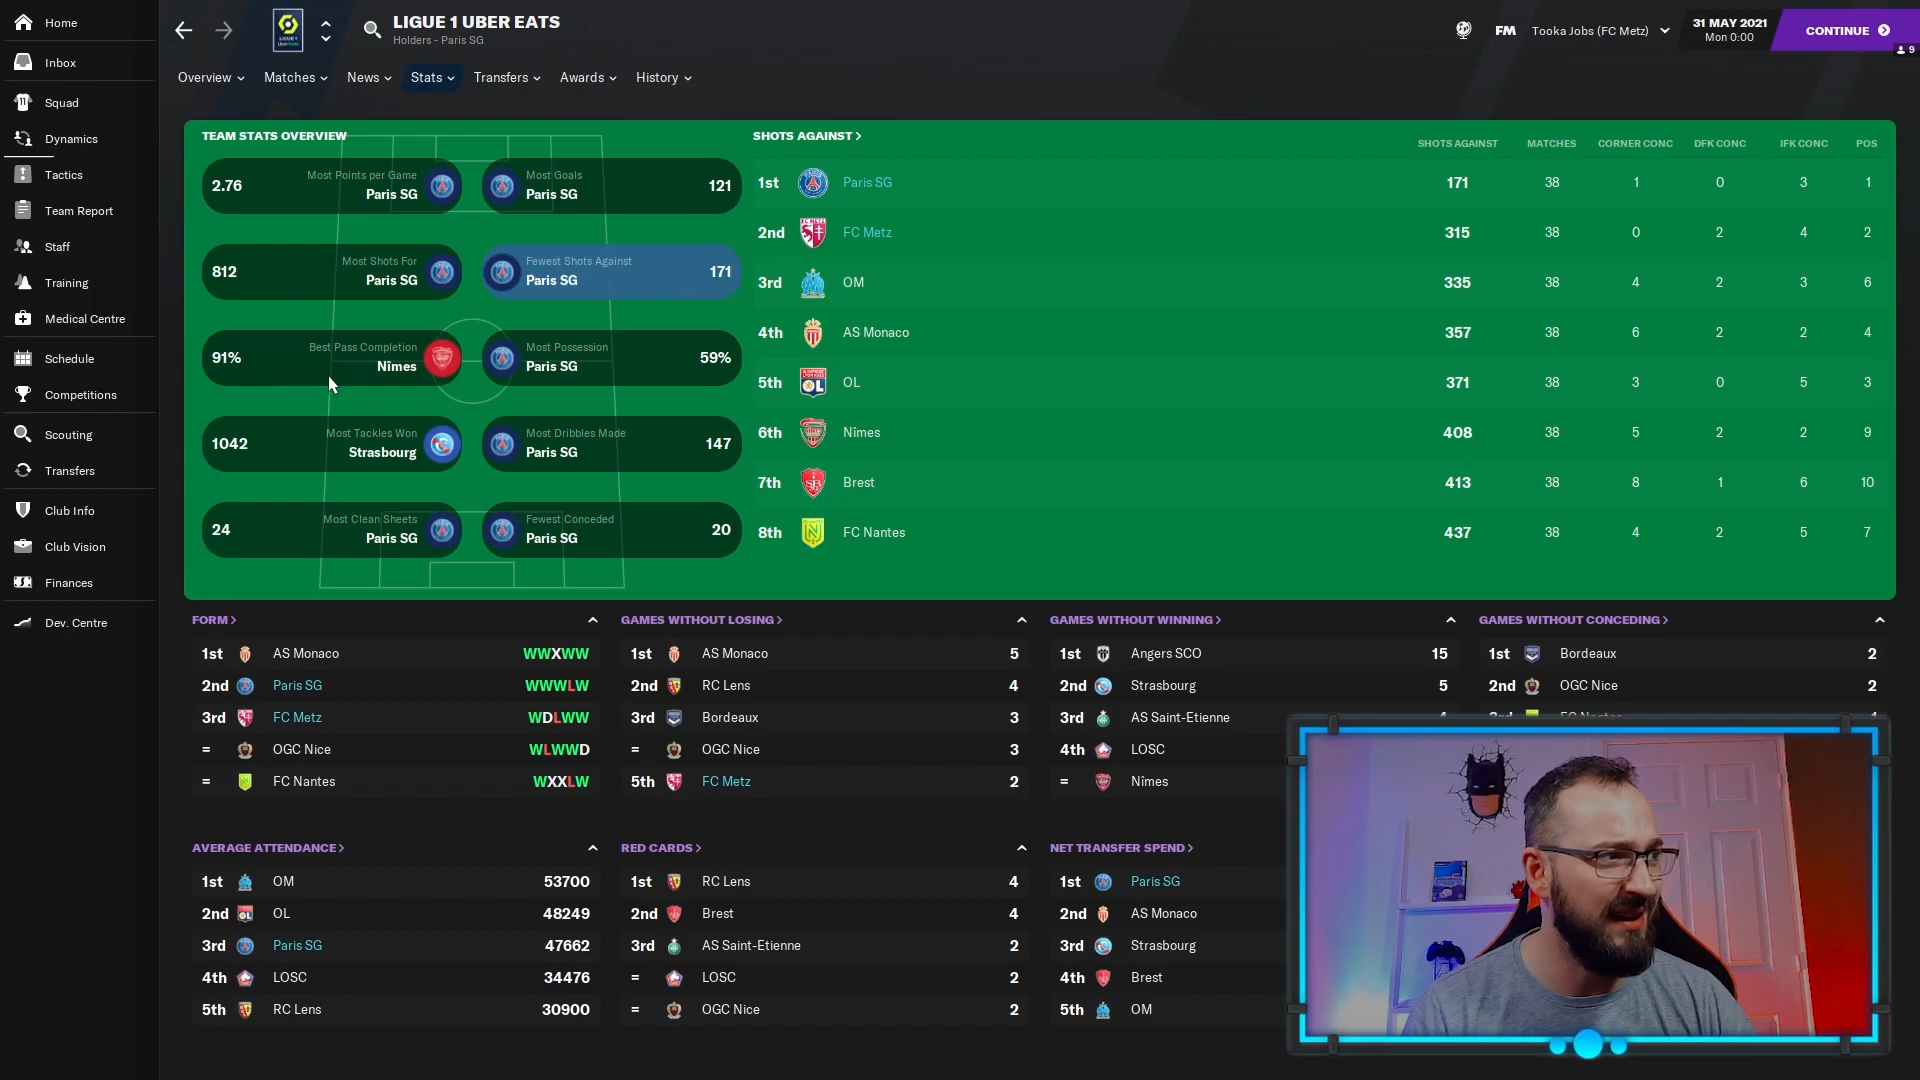 Home
Inbox
Squad
Dynamics
Tactics
Team Report
Staff
Training
Medical Centre
Schedule
Competitions
Scouting
Transfers
Club Info
Club Vision
Finances
Dev. Centre
LIGUE 1 UBER EATS
Holders - Paris SG
FM Tooka Jobs (FC Metz)
31 MAY 2021
Mon 0:00
CONTINUE
9
Overview Matches News Stats Transfers Awards History
TEAM STATS OVERVIEW
2.76 Most Points per Game Paris SG
Most Goals Paris SG 121
812 Most Shots For Paris SG
Fewest Shots Against Paris SG 171
91% Best Pass Completion Nîmes
Most Possession Paris SG 59%
1042 Most Tackles Won Strasbourg
Most Dribbles Made Paris SG 147
24 Most Clean Sheets Paris SG
Fewest Conceded Paris SG 20
SHOTS AGAINST > SHOTS AGAINST MATCHES CORNER CONC DFK CONC IFK CONC POS
1st Paris SG 171 38 1 0 3 1
2nd FC Metz 315 38 0 2 4 2
3rd OM 335 38 4 2 3 6
4th AS Monaco 357 38 6 2 2 4
5th OL 371 38 3 0 5 3
6th Nîmes 408 38 5 2 2 9
7th Brest 413 38 8 1 6 10
8th FC Nantes 437 38 4 2 5 7
FORM >
1st AS Monaco WWXWW
2nd Paris SG WWWLW
3rd FC Metz WDLWW
= OGC Nice WLWWD
= FC Nantes WXXLW
GAMES WITHOUT LOSING >
1st AS Monaco 5
2nd RC Lens 4
3rd Bordeaux 3
= OGC Nice 3
5th FC Metz 2
GAMES WITHOUT WINNING >
1st Angers SCO 15
2nd Strasbourg 5
3rd AS Saint-Etienne 4
4th LOSC
= Nîmes
GAMES WITHOUT CONCEDING >
1st Bordeaux 2
2nd OGC Nice 2
3rd FC Nantes 1
AVERAGE ATTENDANCE >
1st OM 53700
2nd OL 48249
3rd Paris SG 47662
4th LOSC 34476
5th RC Lens 30900
RED CARDS >
1st RC Lens 4
2nd Brest 4
3rd AS Saint-Etienne 2
= LOSC 2
= OGC Nice 2
NET TRANSFER SPEND >
1st Paris SG
2nd AS Monaco
3rd Strasbourg
4th Brest
5th OM